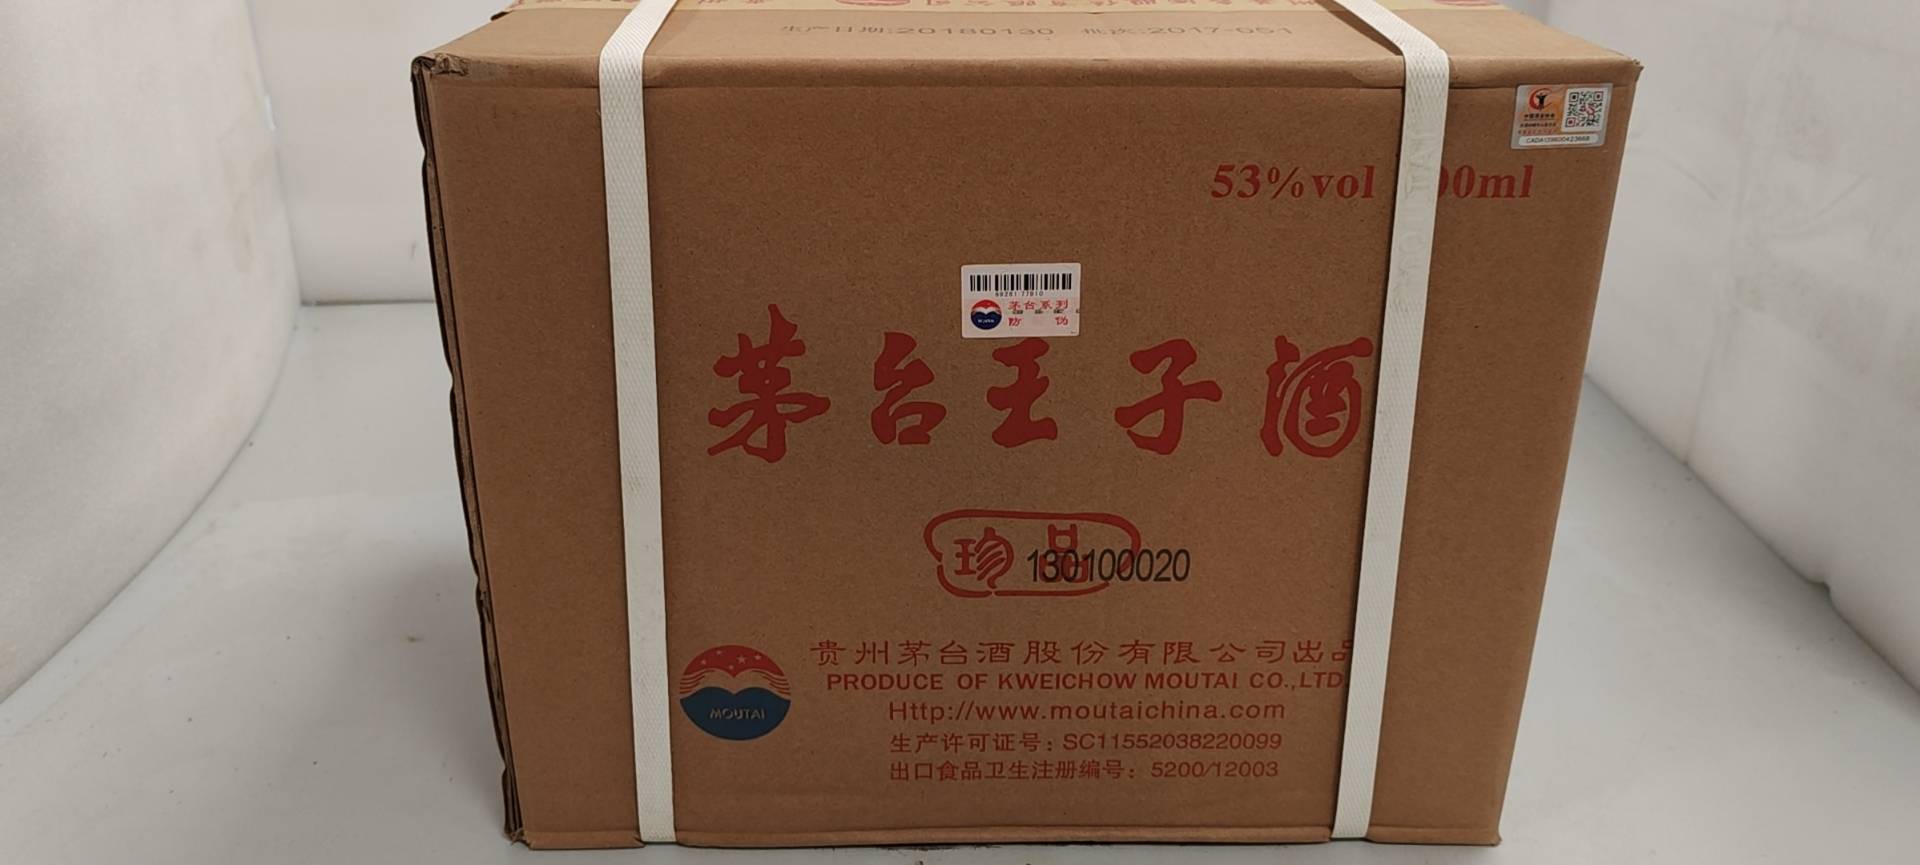 生产日期:20180130 批次:2017-051
53%vol 00ml
茅台系列
防伪
茅台王子酒
珍品
130100020
MOUTAI
贵州茅台酒股份有限公司出品
PRODUCE OF KWEICHOW MOUTAI CO.,LTD.
Http://www.moutaichina.com
生产许可证号：SC11552038220099
出口食品卫生注册编号：5200/12003